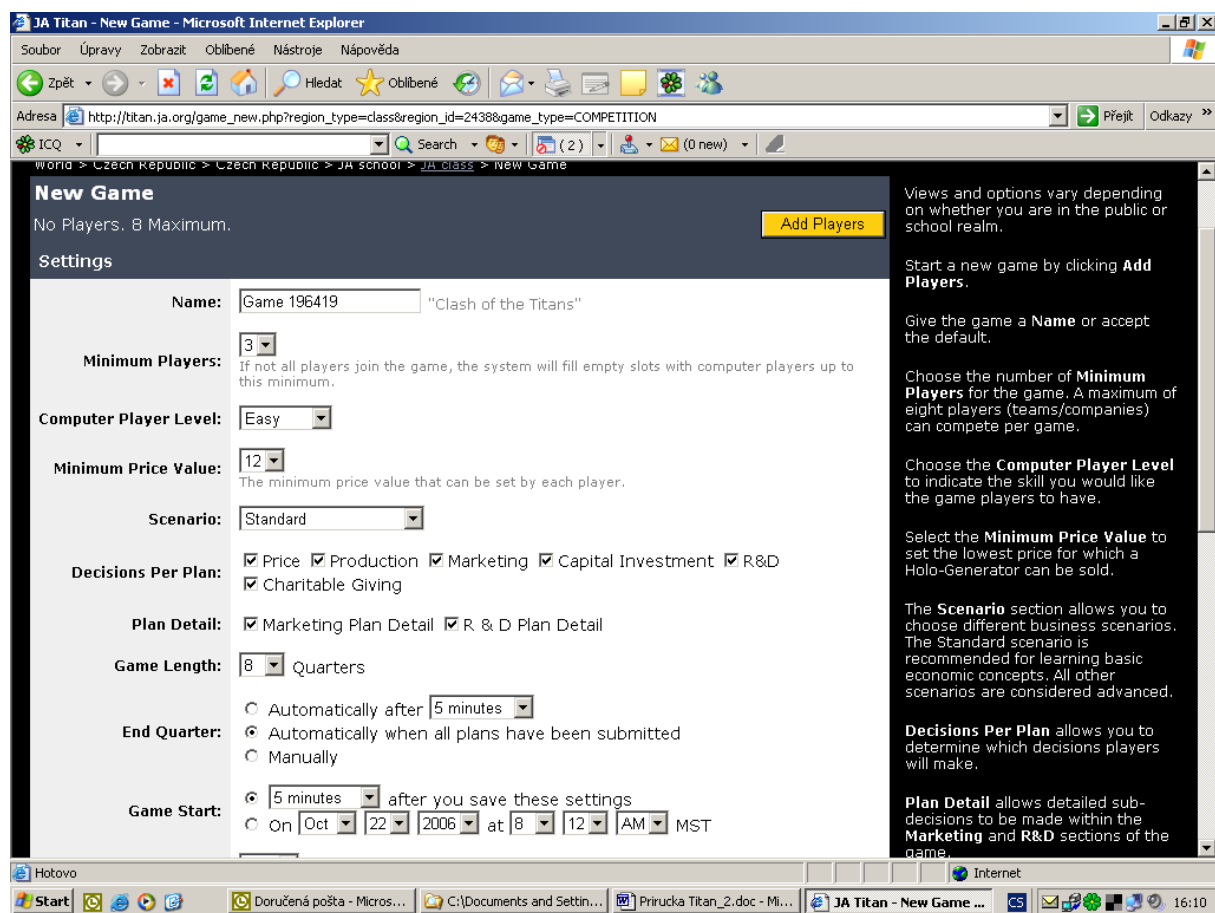 JA Titan - New Game - Microsoft Internet Explorer
Soubor Úpravy Zobrazit Oblíbené Nástroje Nápověda
Zpět Hledat Oblíbené
Adresa http://titan.ja.org/game_new.php?region_type=class&region_id=2438&game_type=COMPETITION Přejít Odkazy »
ICQ Search (2) (0 new)
World > Czech Republic > Czech Republic > JA school > JA class > New Game
New Game
No Players. 8 Maximum.
Add Players
Settings
Name: Game 196419 "Clash of the Titans"
Minimum Players: 3
If not all players join the game, the system will fill empty slots with computer players up to
this minimum.
Computer Player Level: Easy
Minimum Price Value: 12
The minimum price value that can be set by each player.
Scenario: Standard
Decisions Per Plan: Price Production Marketing Capital Investment R&D
Charitable Giving
Plan Detail: Marketing Plan Detail R & D Plan Detail
Game Length: 8 Quarters
End Quarter: Automatically after 5 minutes
Automatically when all plans have been submitted
Manually
Game Start: 5 minutes after you save these settings
On Oct 22 2006 at 8 12 AM MST
Views and options vary depending
on whether you are in the public or
school realm.
Start a new game by clicking Add
Players.
Give the game a Name or accept
the default.
Choose the number of Minimum
Players for the game. A maximum of
eight players (teams/companies)
can compete per game.
Choose the Computer Player Level
to indicate the skill you would like
the game players to have.
Select the Minimum Price Value to
set the lowest price for which a
Holo-Generator can be sold.
The Scenario section allows you to
choose different business scenarios.
The Standard scenario is
recommended for learning basic
economic concepts. All other
scenarios are considered advanced.
Decisions Per Plan allows you to
determine which decisions players
will make.
Plan Detail allows detailed sub-
decisions to be made within the
Marketing and R&D sections of the
game.
Hotovo Internet
Start Doručená pošta - Micros... C:\Documents and Settin... Prirucka Titan_2.doc - Mi... JA Titan - New Game ... CS 16:10